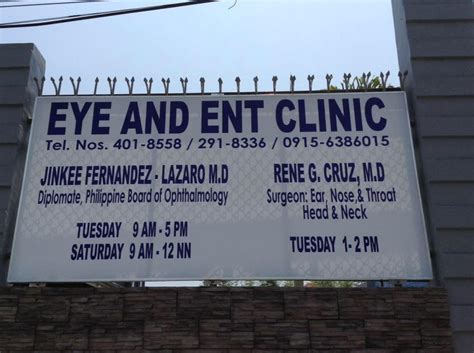 EYE AND ENT CLINIC
Tel. Nos. 401-8558 / 291-8336 / 0915-6386015
JINKEE FERNANDEZ - LAZARO M.D
Diplomate, Philippine Board of Ophthalmology
TUESDAY 9 AM - 5 PM
SATURDAY 9 AM - 12 NN
RENE G. CRUZ, M.D
Surgeon: Ear, Nose,& Throat
Head & Neck
TUESDAY 1- 2 PM